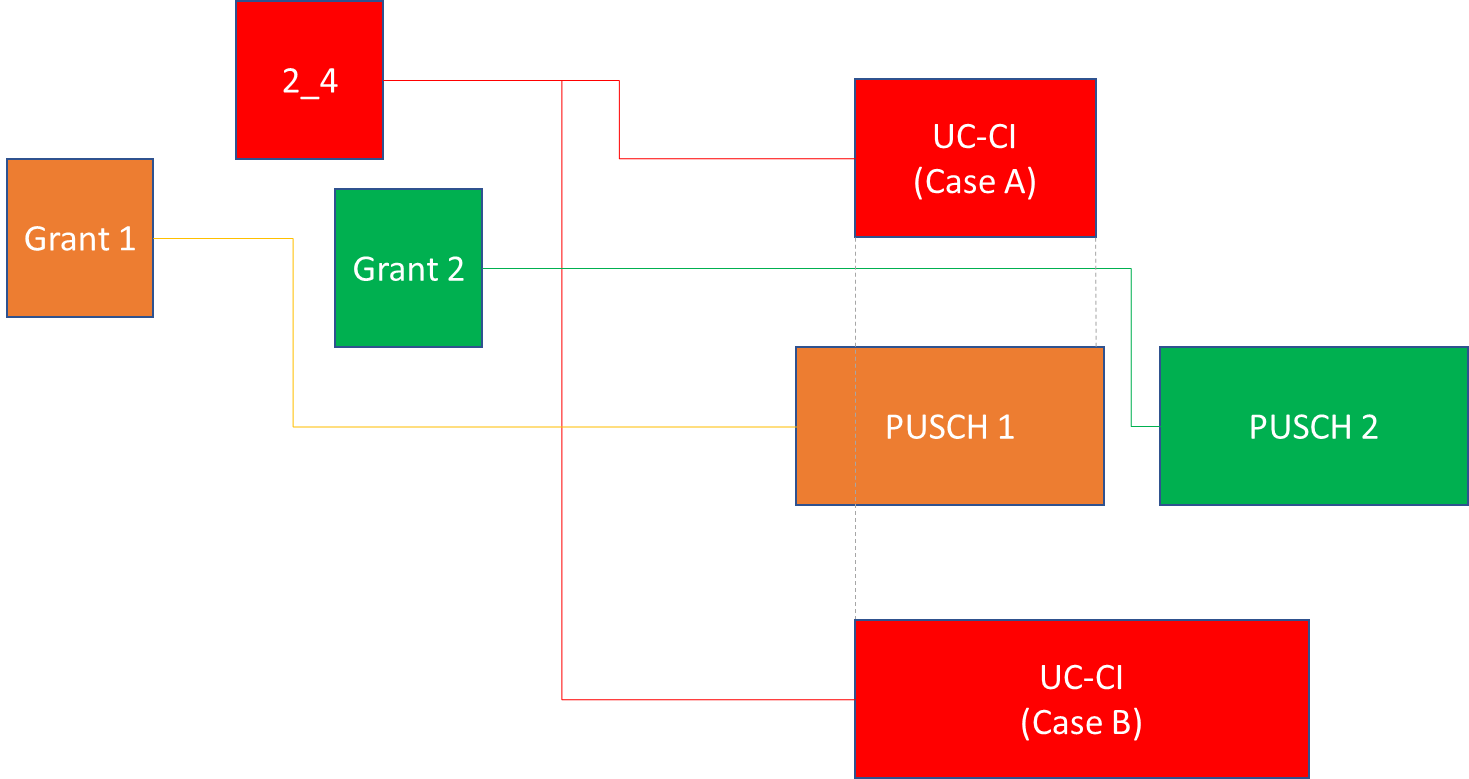 2_4
UC-CI
(Case A)
Grant 1
Grant 2
PUSCH 1
PUSCH 2
UC-CI
(Case B)